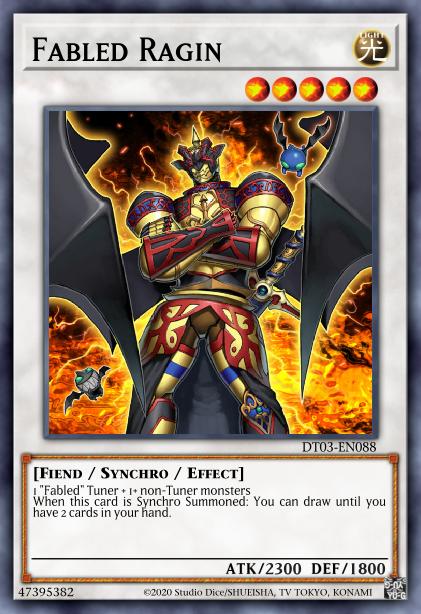 FABLED RAGIN
LIGHT
光
DT03-EN088
[FIEND / SYNCHRO / EFFECT]
1 "Fabled" Tuner + 1+ non-Tuner monsters
When this card is Synchro Summoned: You can draw until you
have 2 cards in your hand.
ATK/2300 DEF/1800
47395382
©2020 Studio Dice/SHUEISHA, TV TOKYO, KONAMI